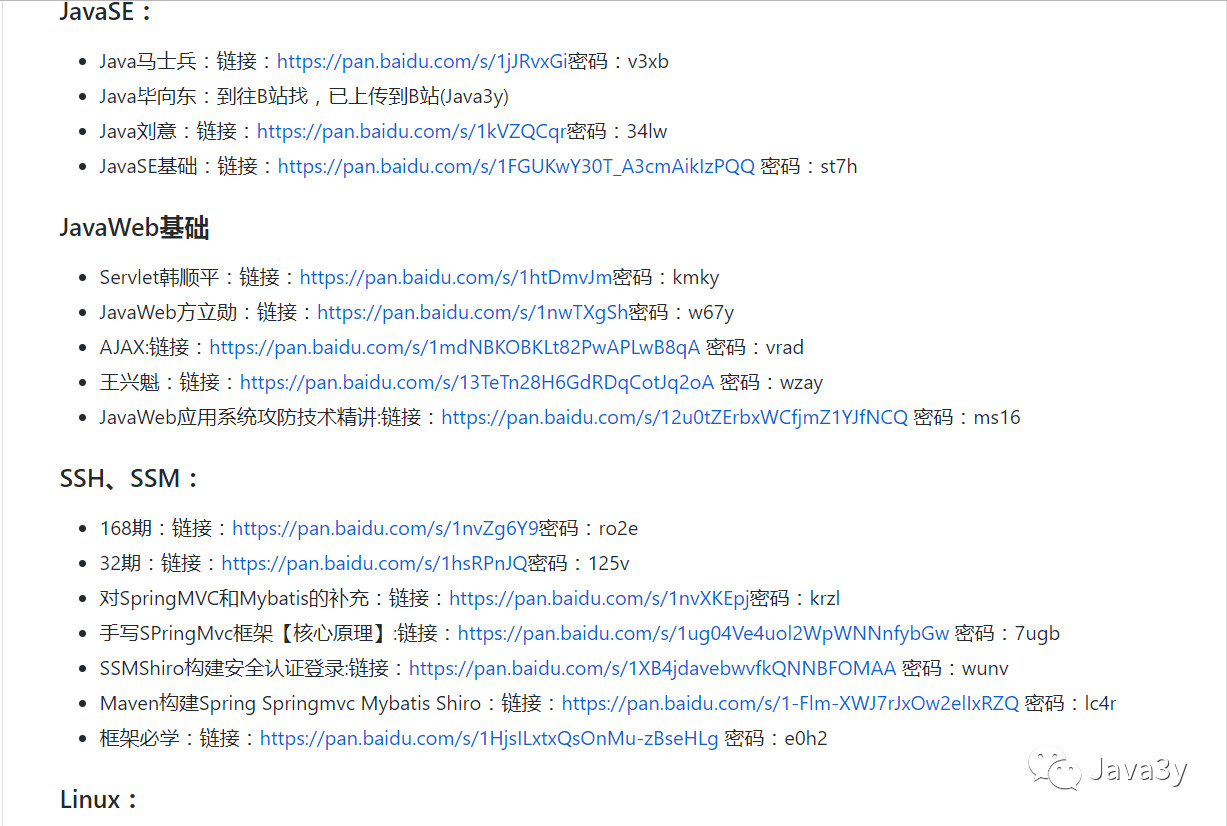 JavaSE：
Java马士兵：链接：https://pan.baidu.com/s/1jJRvxGi密码：v3xb
Java毕向东：到往B站找，已上传到B站(Java3y)
Java刘意：链接：https://pan.baidu.com/s/1kVZQCqr密码：34lw
JavaSE基础：链接：https://pan.baidu.com/s/1FGUKwY30T_A3cmAikIzPQQ 密码：st7h
JavaWeb基础
Servlet韩顺平：链接：https://pan.baidu.com/s/1htDmvJm密码：kmky
JavaWeb方立勋：链接：https://pan.baidu.com/s/1nwTXgSh密码：w67y
AJAX:链接：https://pan.baidu.com/s/1mdNBKOBKLt82PwAPLwB8qA 密码：vrad
王兴魁：链接：https://pan.baidu.com/s/13TeTn28H6GdRDqCotJq2oA 密码：wzay
JavaWeb应用系统攻防技术精讲:链接：https://pan.baidu.com/s/12u0tZErbxWCfjmZ1YJfNCQ 密码：ms16
SSH、SSM：
168期：链接：https://pan.baidu.com/s/1nvZg6Y9密码：ro2e
32期：链接：https://pan.baidu.com/s/1hsRPnJQ密码：125v
对SpringMVC和Mybatis的补充：链接：https://pan.baidu.com/s/1nvXKEpj密码：krzl
手写SPringMvc框架【核心原理】:链接：https://pan.baidu.com/s/1ug04Ve4uol2WpWNNnfybGw 密码：7ugb
SSMShiro构建安全认证登录:链接：https://pan.baidu.com/s/1XB4jdavebwvfkQNNBFOMAA 密码：wunv
Maven构建Spring Springmvc Mybatis Shiro：链接：https://pan.baidu.com/s/1-Flm-XWJ7rJxOw2elIxRZQ 密码：lc4r
框架必学：链接：https://pan.baidu.com/s/1HjsILxtxQsOnMu-zBseHLg 密码：e0h2
Java3y
Linux：